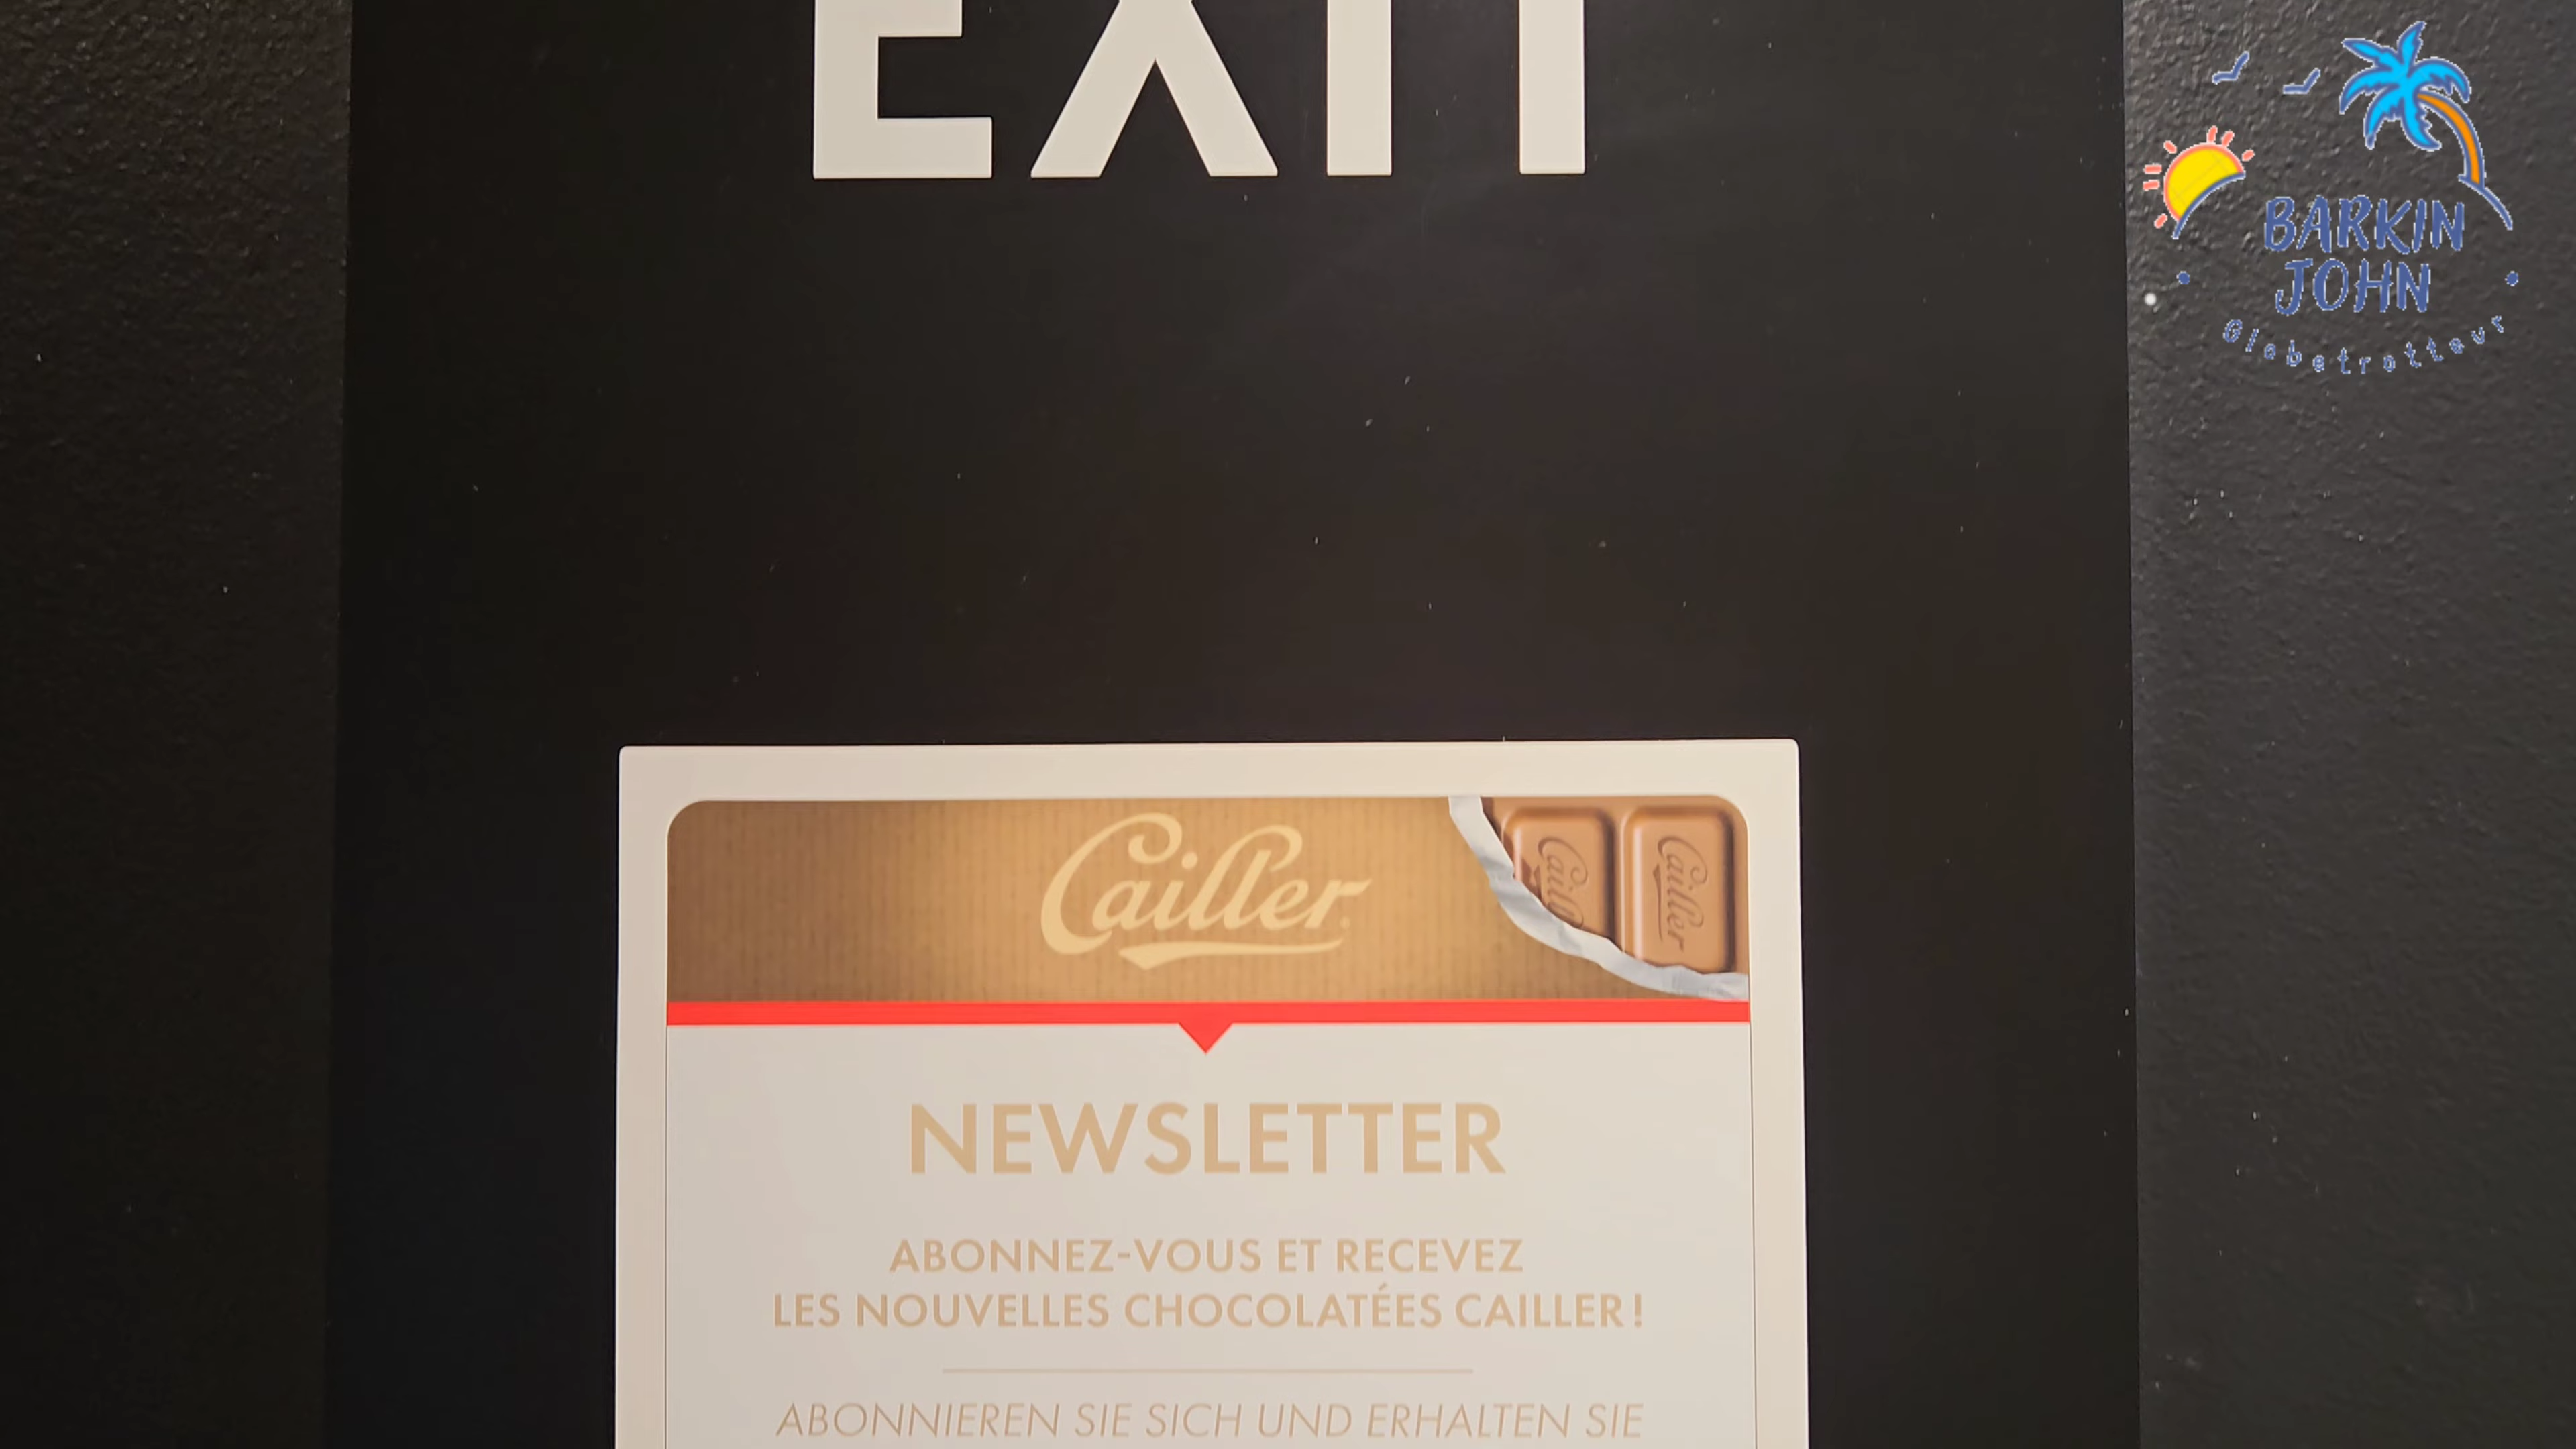 EXIT
BARKIN
JOHN
Globetrotteur
Cailler
Cailler
Cailler
NEWSLETTER
ABONNEZ-VOUS ET RECEVEZ
LES NOUVELLES CHOCOLATÉES CAILLER!
ABONNIEREN SIE SICH UND ERHALTEN SIE